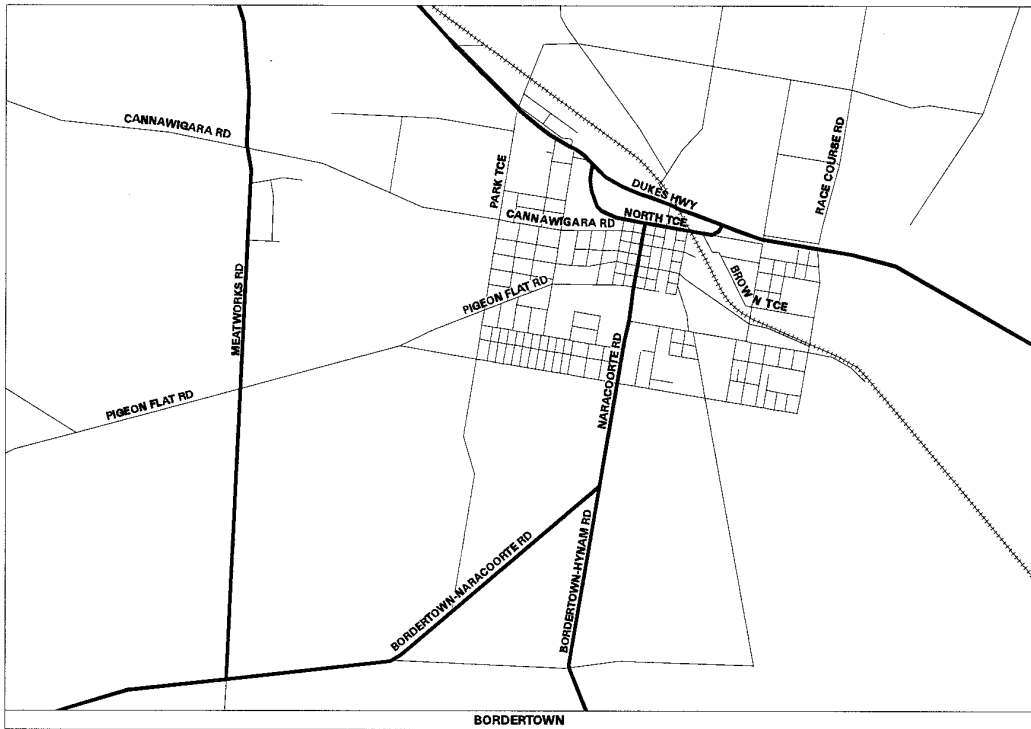 CANNAWIGARA RD
RACE COURSE RD
PARK TCE
DUKES HWY
CANNAWIGARA RD
NORTH TCE
BROWN TCE
PIGEON FLAT RD
MEATWORKS RD
NARACOORTE RD
PIGEON FLAT RD
BORDERTOWN-NARACOORTE RD
BORDERTOWN-HYNAM RD
BORDERTOWN